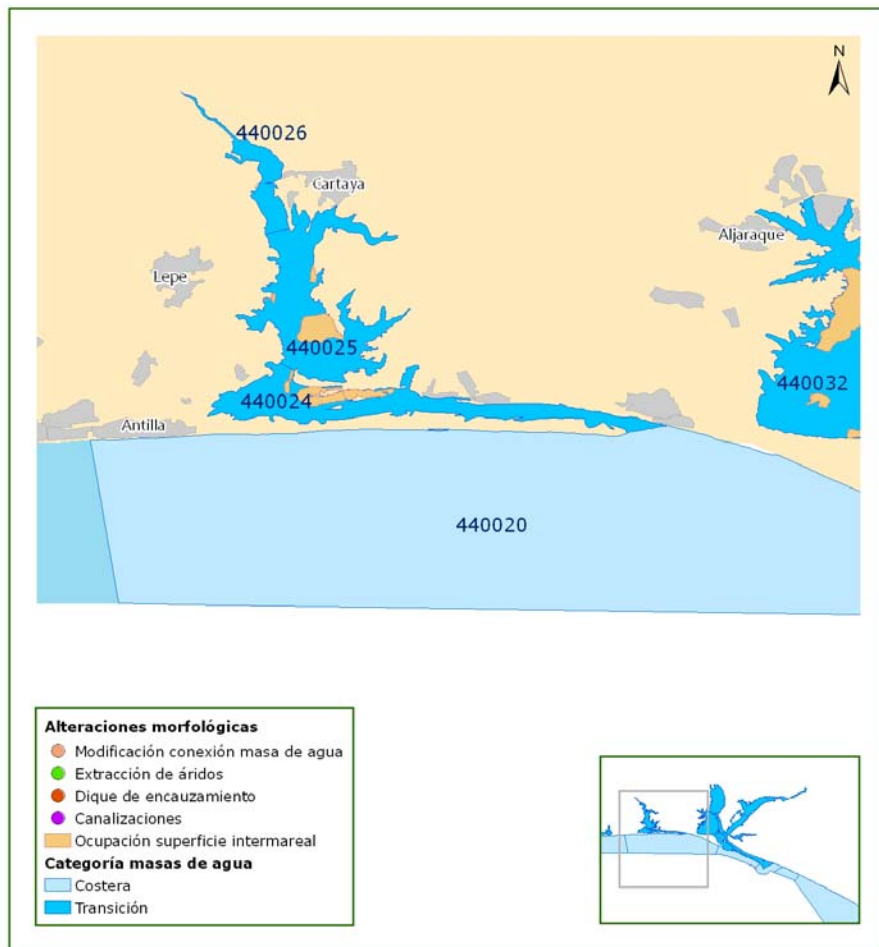 N
440026
Cartaya
Aljaraque
Lepe
440025
440032
440024
Antilla
440020
Alteraciones morfológicas
Modificación conexión masa de agua
Extracción de áridos
Dique de encauzamiento
Canalizaciones
Ocupación superficie intermareal
Categoría masas de agua
Costera
Transición